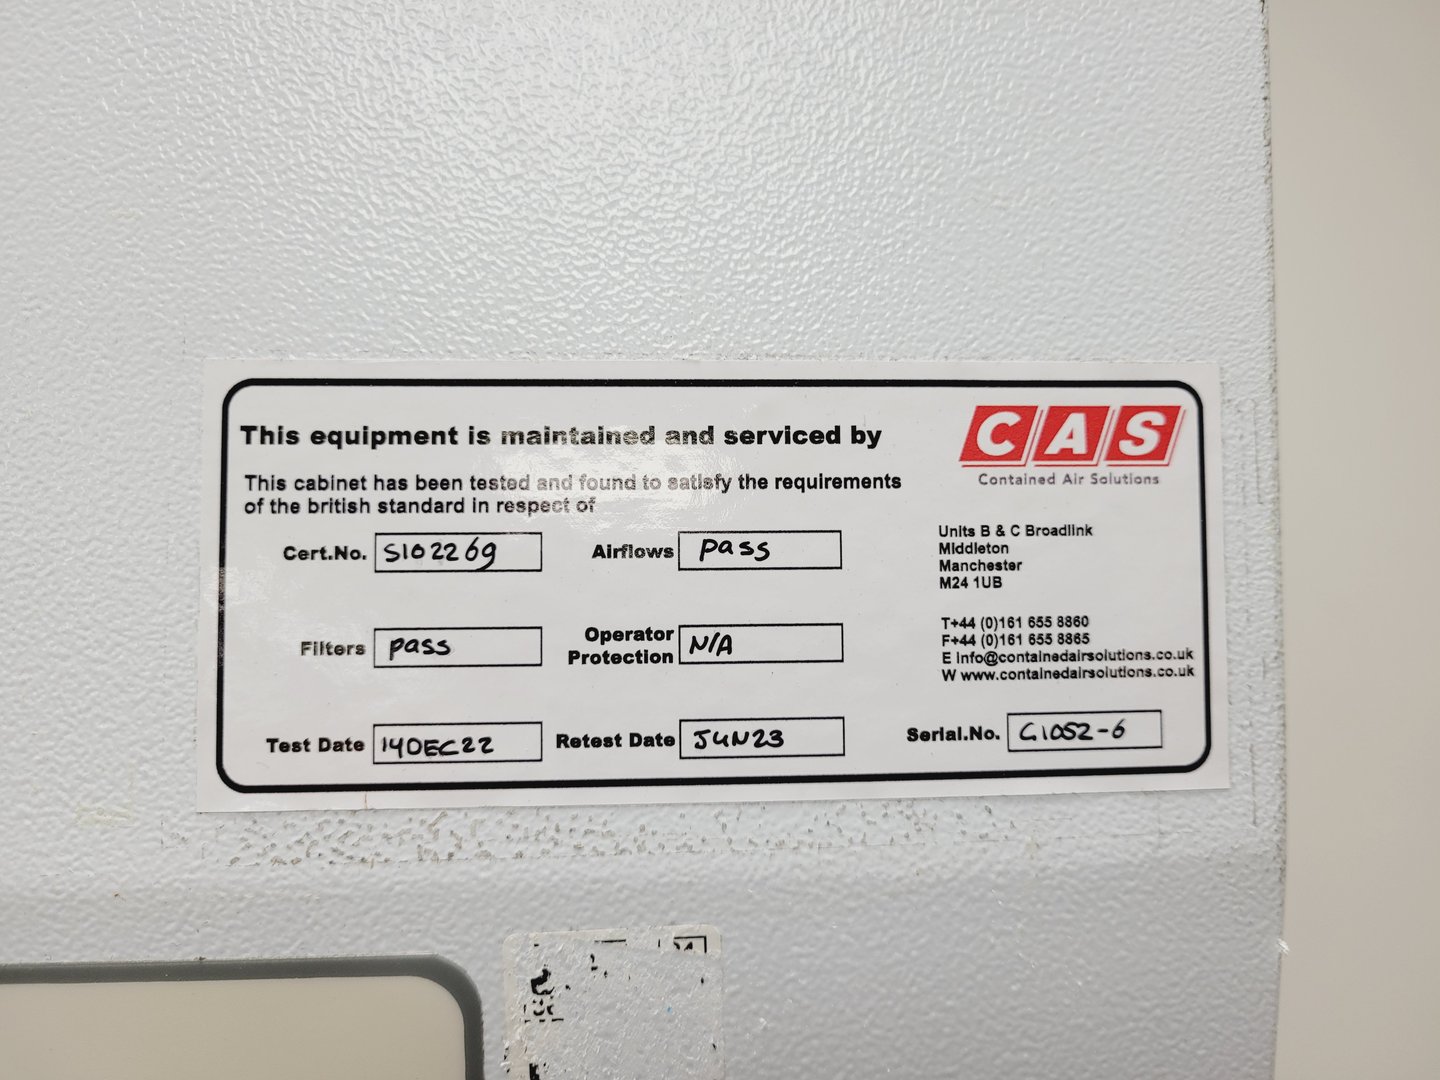 This equipment is maintained and serviced by
CAS
Contained Air Solutions
This cabinet has been tested and found to satisfy the requirements
of the british standard in respect of
Cert.No. S102269
Airflows Pass
Filters pass
Operator
Protection N/A
Test Date 14DEC22
Retest Date JUN23
Units B & C Broadlink
Middleton
Manchester
M24 1UB
T+44 (0)161 655 8860
F+44 (0)161 655 8865
E info@containedairsolutions.co.uk
W www.containedairsolutions.co.uk
Serial.No. G1052-6